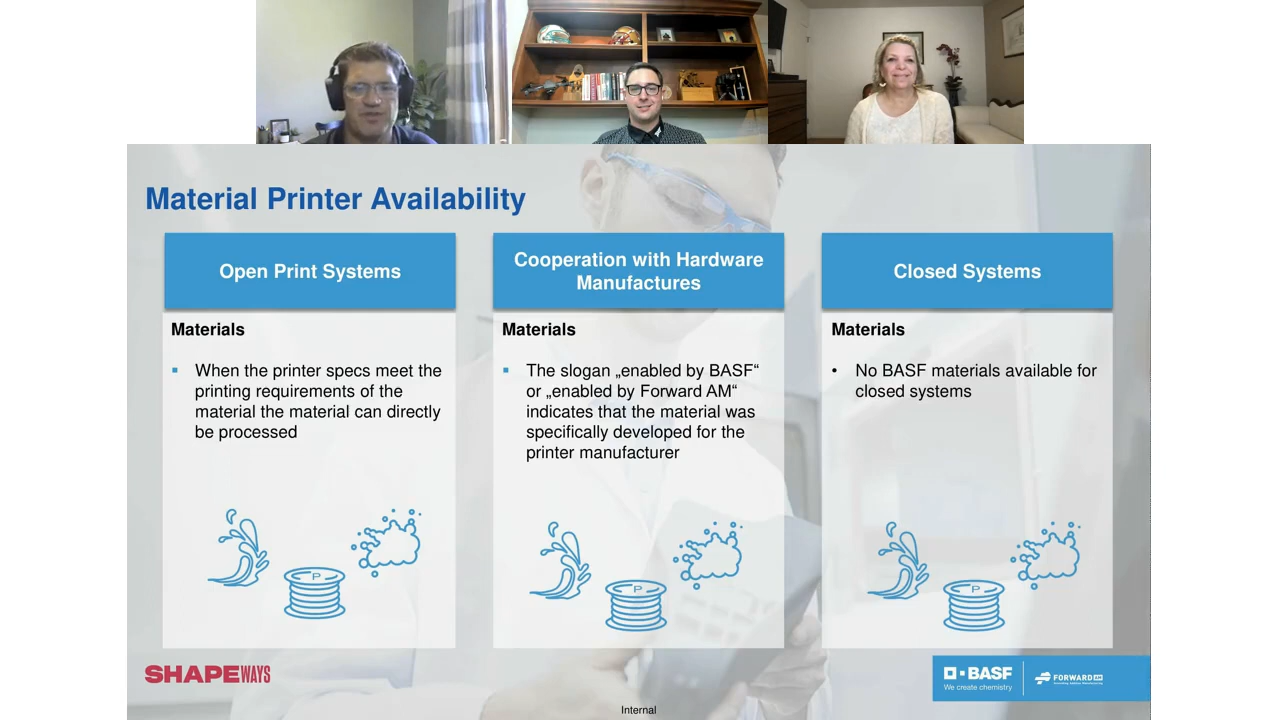 Material Printer Availability
Open Print Systems
Materials
When the printer specs meet the
printing requirements of the
material the material can directly
be processed
P
Cooperation with Hardware
Manufactures
Materials
The slogan „enabled by BASF“
or „enabled by Forward AM“
indicates that the material was
specifically developed for the
printer manufacturer
P
Closed Systems
Materials
No BASF materials available for
closed systems
P
SHAPEWAYS
BASF
We create chemistry
FORWARD AM
Internal